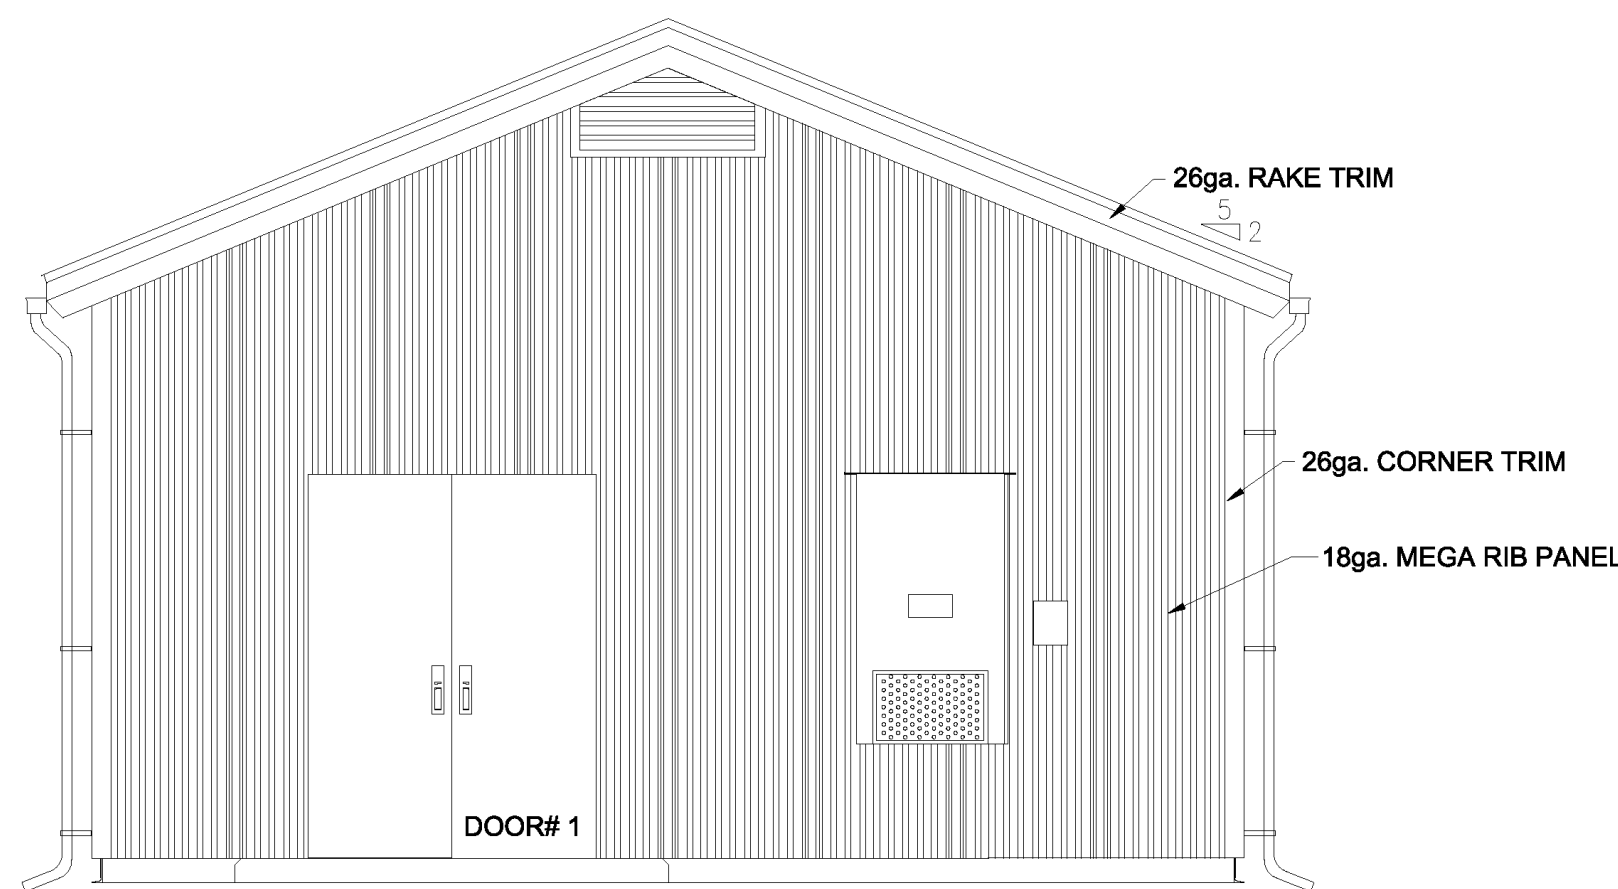 26ga. RAKE TRIM
5
2
26ga. CORNER TRIM
18ga. MEGA RIB PANEL
DOOR# 1